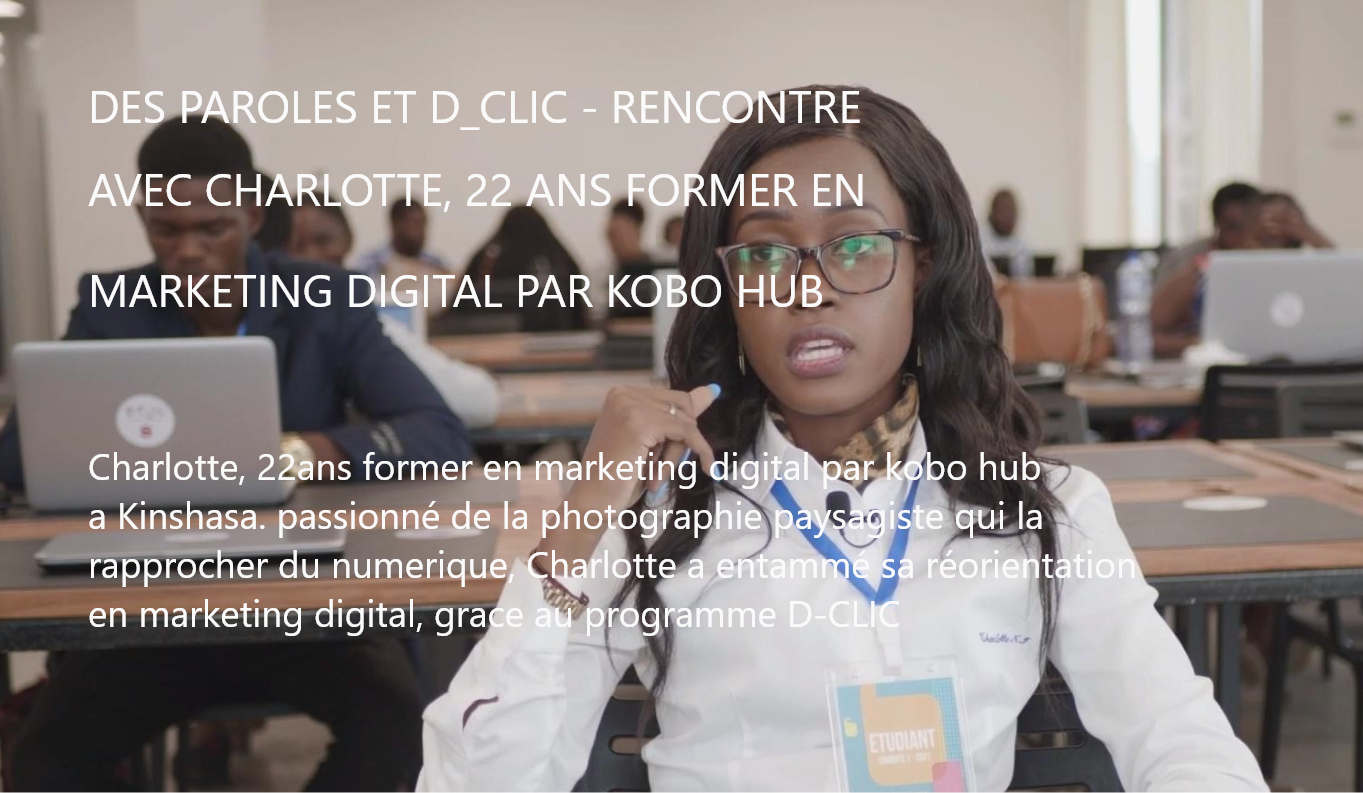 DES PAROLES ET D_CLIC - RENCONTRE
AVEC CHARLOTTE, 22 ANS FORMER EN
MARKETING DIGITAL PAR KOBO HUB
Charlotte, 22ans former en marketing digital par kobo hub
a Kinshasa. passionné de la photographie paysagiste qui la
rapprocher du numerique, Charlotte a entammé sa réorientation
en marketing digital, grace au programme D-CLIC
ETUDIANT